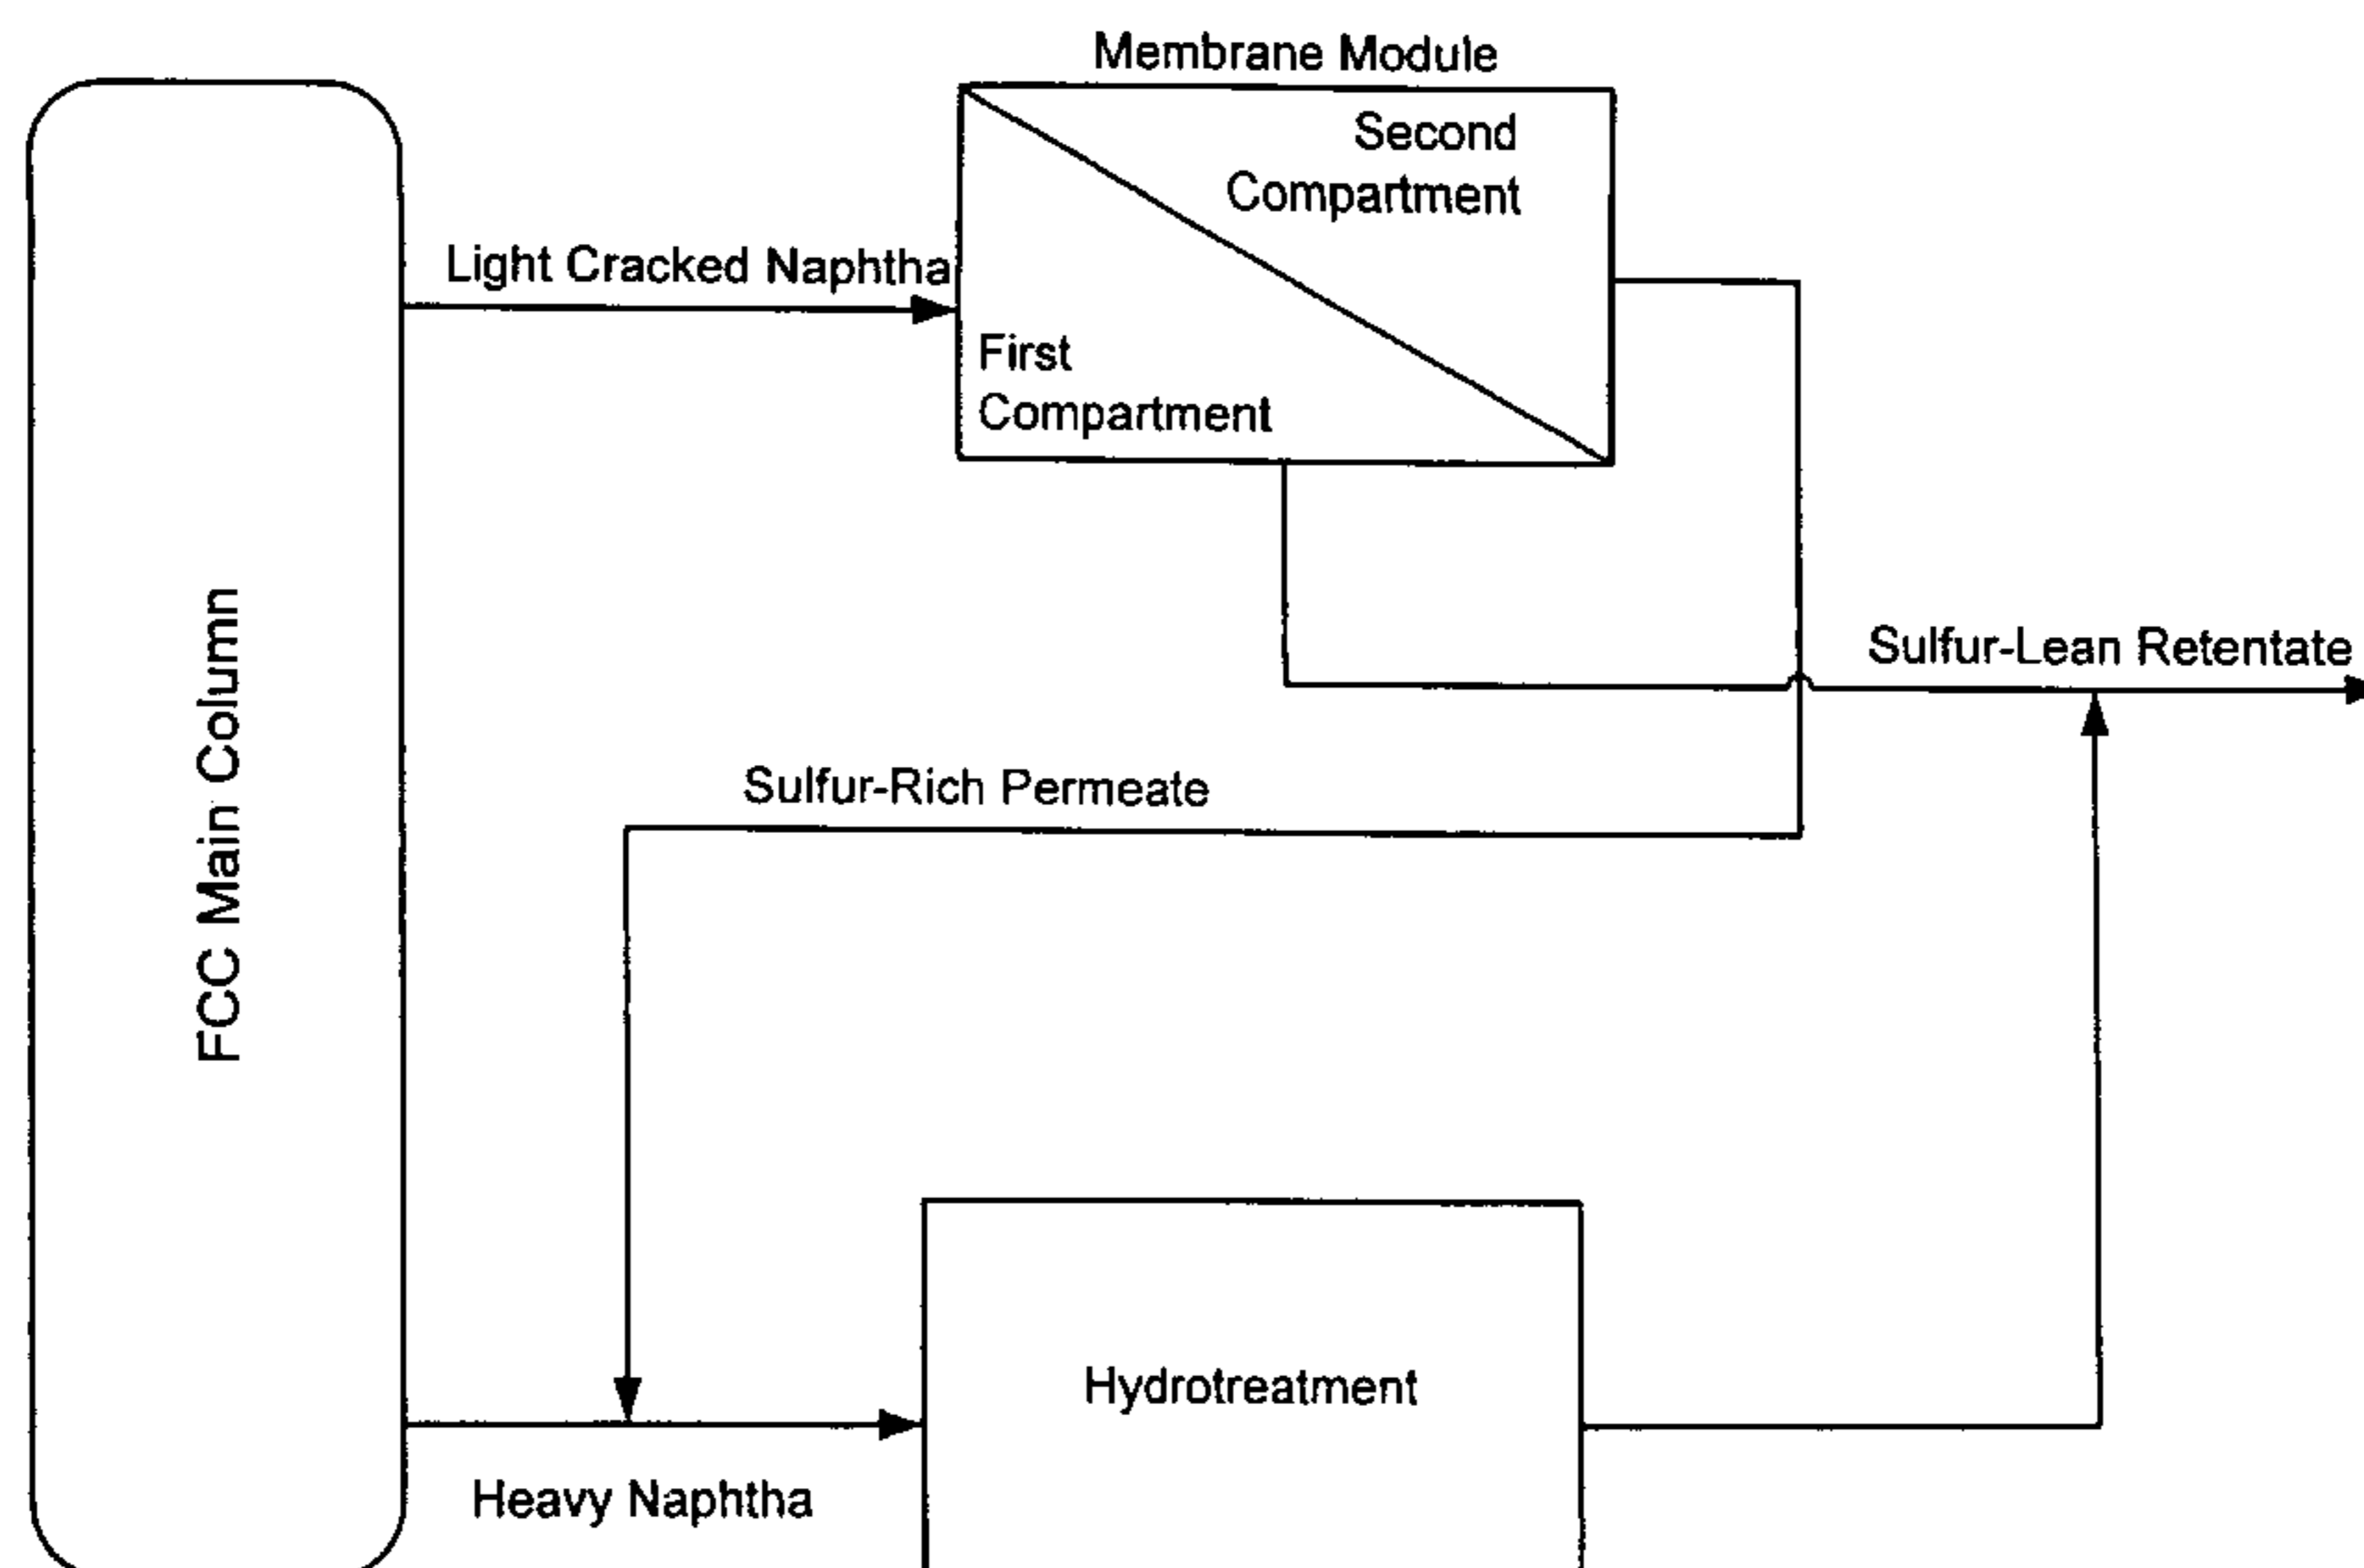 Membrane Module
Second
Compartment
Light Cracked Naphtha
First
Compartment
FCC Main Column
Sulfur-Lean Retentate
Sulfur-Rich Permeate
Hydrotreatment
Heavy Naphtha